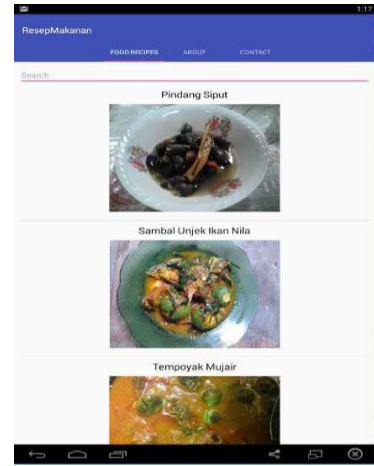 1:17
ResepMakanan
FOOD RECIPES ABOUT CONTACT
Search
Pindang Siput
Sambal Unjek Ikan Nila
Tempoyak Mujair